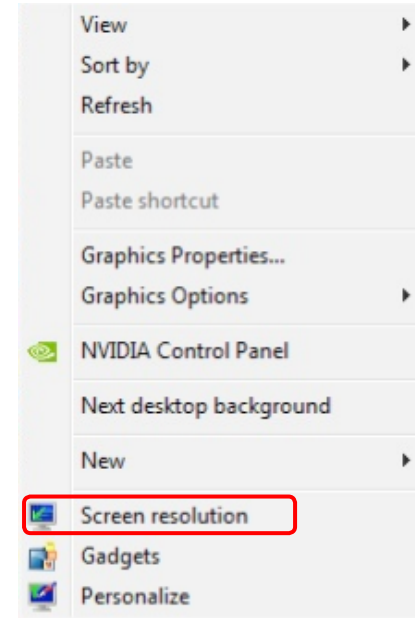 View
Sort by
Refresh
Paste
Paste shortcut
Graphics Properties...
Graphics Options
NVIDIA Control Panel
Next desktop background
New
Screen resolution
Gadgets
Personalize